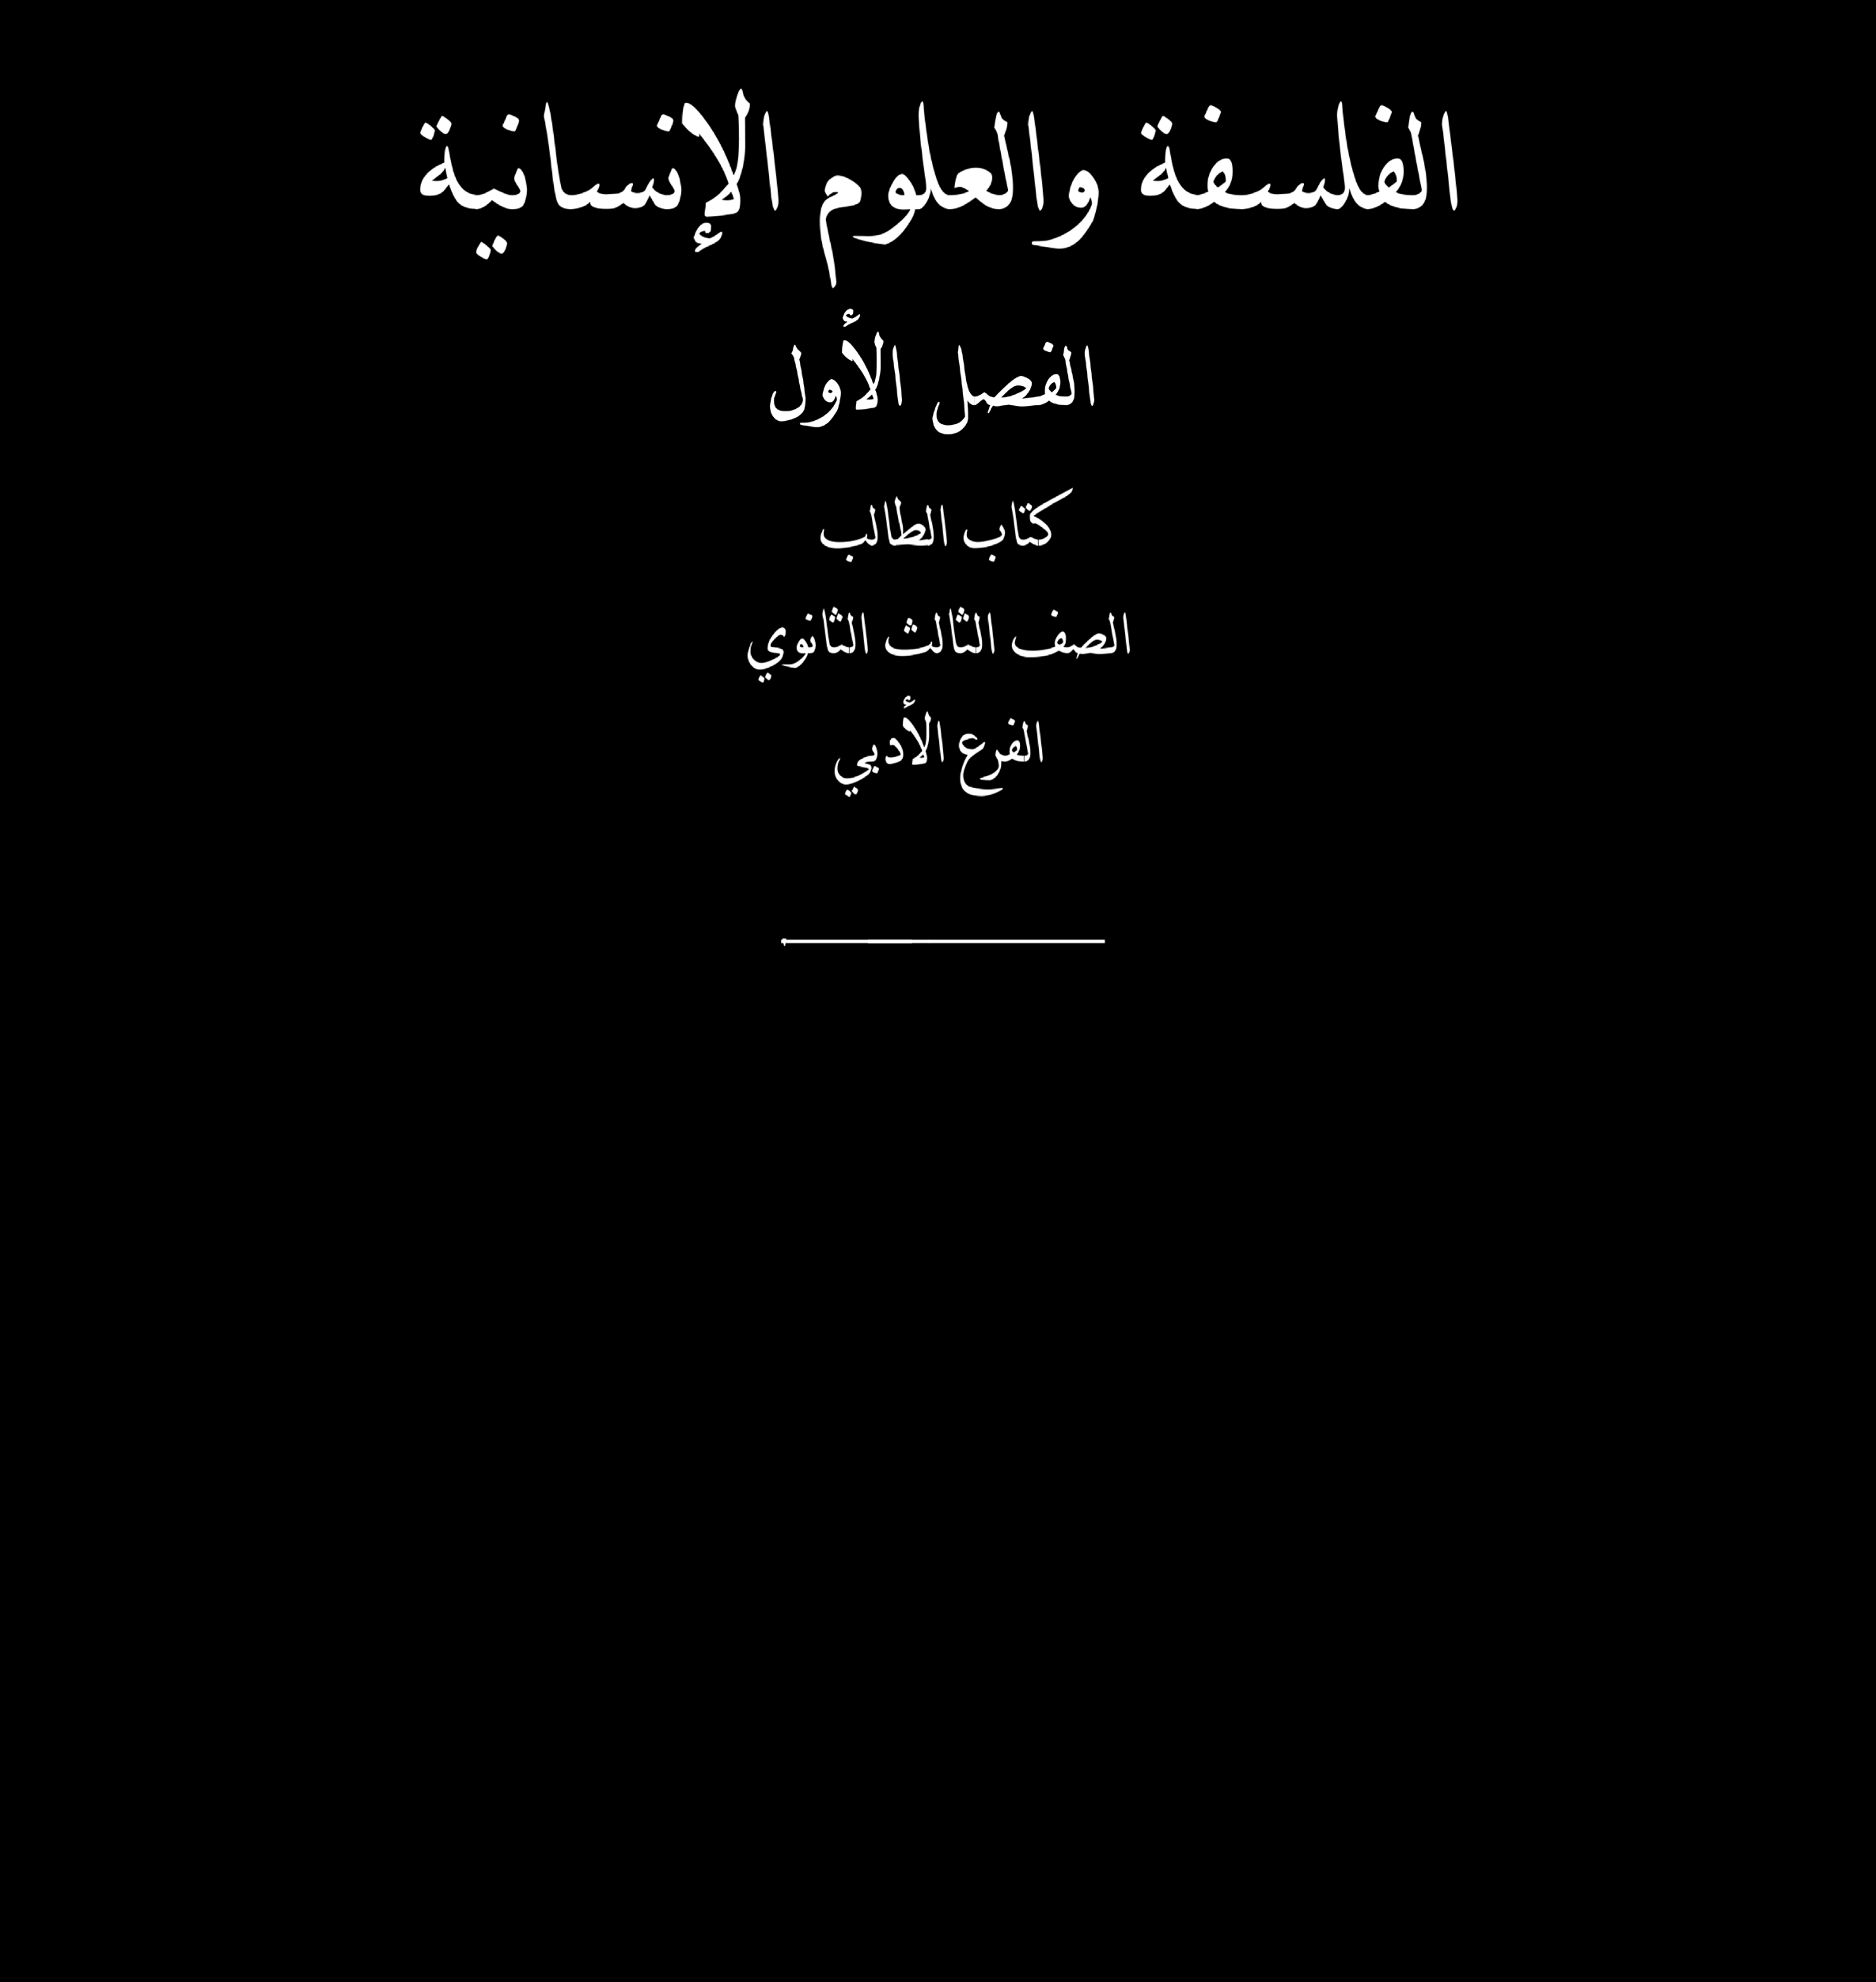 الفلسفة والعلوم الإنسانية
الفصل الأول
كتاب الطالب
الصف الثالث الثانوي
الفرع الأدبي